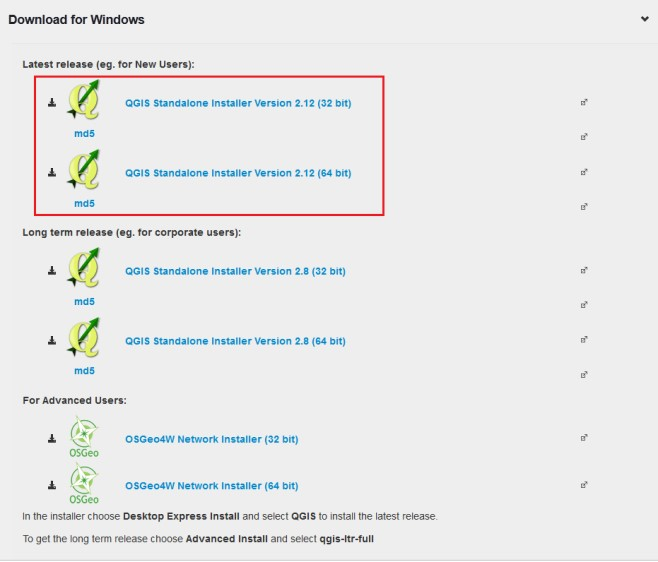 Download for Windows
Latest release (eg. for New Users):
QGIS Standalone Installer Version 2.12 (32 bit)
md5
QGIS Standalone Installer Version 2.12 (64 bit)
md5
Long term release (eg. for corporate users):
QGIS Standalone Installer Version 2.8 (32 bit)
md5
QGIS Standalone Installer Version 2.8 (64 bit)
md5
For Advanced Users:
OSGeo
OSGeo4W Network Installer (32 bit)
OSGeo
OSGeo4W Network Installer (64 bit)
In the installer choose Desktop Express Install and select QGIS to install the latest release.
To get the long term release choose Advanced Install and select qgis-ltr-full